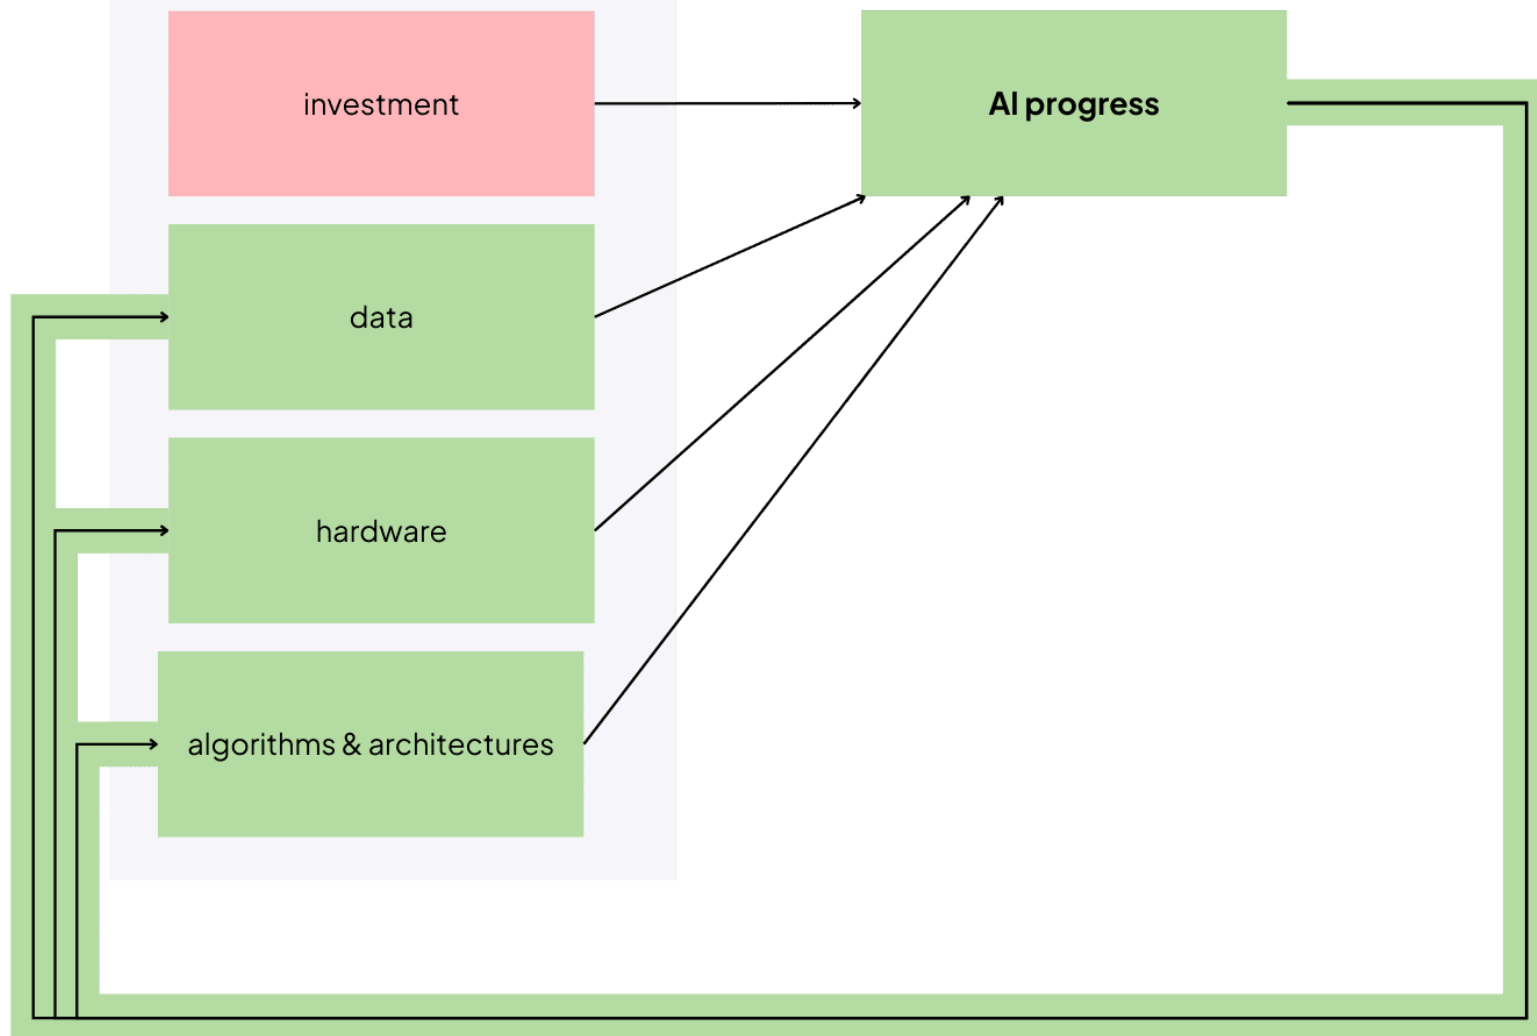 investment
AI progress
data
hardware
algorithms & architectures